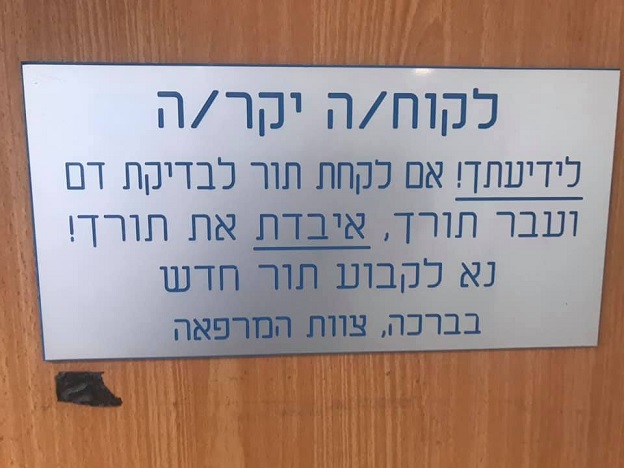 לקוח/ה יקר/ה
לידיעתך! אם לקחת תור לבדיקת דם
ועבר תורך, איבדת את תורך!
נא לקבוע תור חדש
בברכה, צוות המרפאה